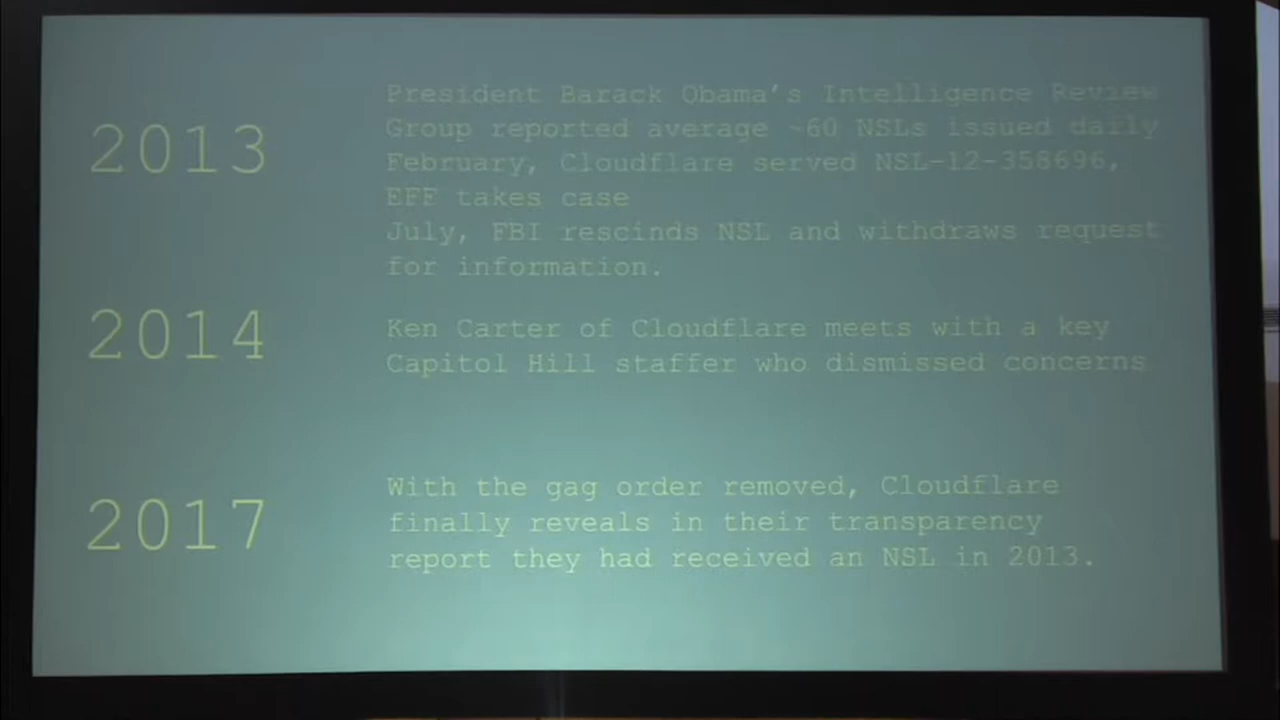 2013
President Barack Obama's Intelligence Review
Group reported average ~60 NSLs issued daily
February, Cloudflare served NSL-12-358696,
EFF takes case
July, FBI rescinds NSL and withdraws request
for information.
2014
Ken Carter of Cloudflare meets with a key
Capitol Hill staffer who dismissed concerns
2017
With the gag order removed, Cloudflare
finally reveals in their transparency
report they had received an NSL in 2013.